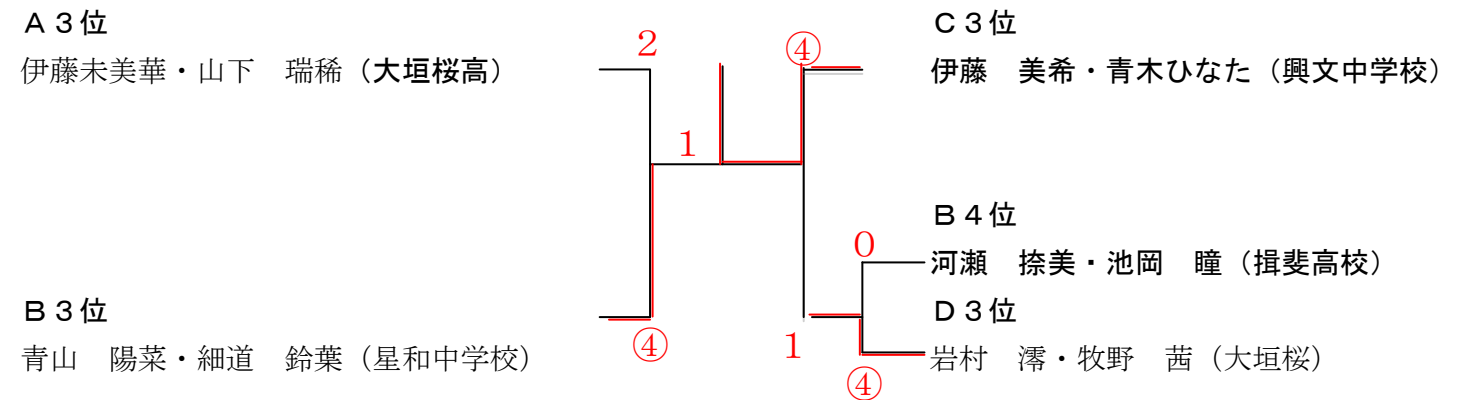 Ａ３位
伊藤未美華・山下　瑞稀（大垣桜高）
2
④
Ｃ３位
伊藤　美希・青木ひなた（興文中学校）
1
Ｂ４位
0
河瀬　捺美・池岡　瞳（揖斐高校）
Ｂ３位
Ｄ３位
青山　陽菜・細道　鈴葉（星和中学校）
④
1
岩村　澪・牧野　茜（大垣桜）
④